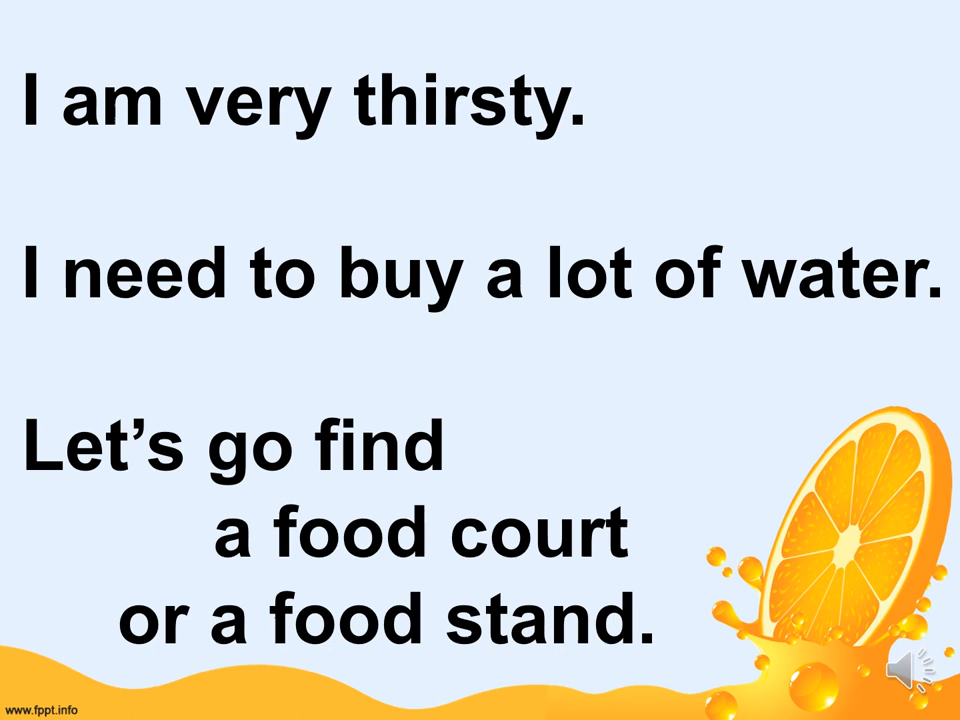 I am very thirsty.
I need to buy a lot of water.
Let’s go find
a food court
or a food stand.
www.fppt.info